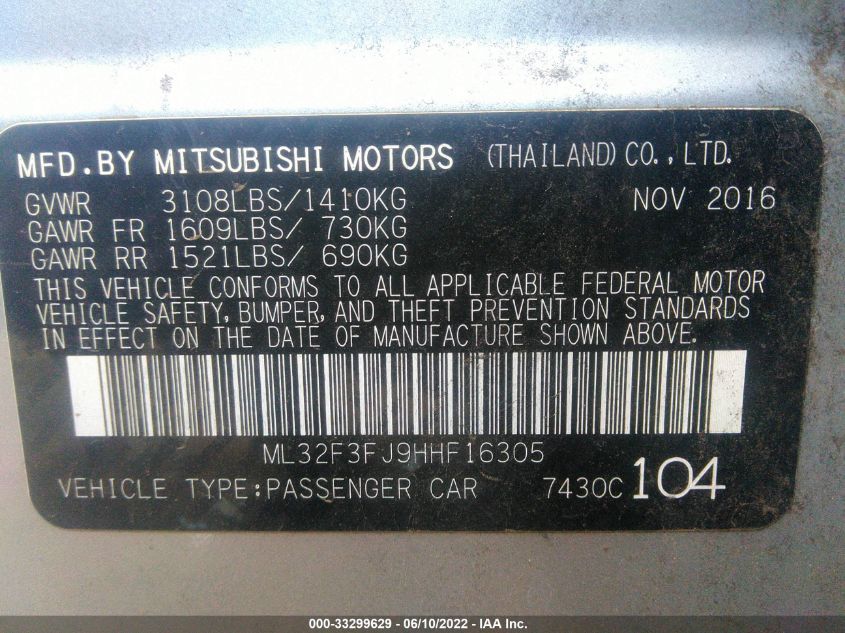 MFD.BY MITSUBISHI MOTORS (THAILAND) CO., LTD.
GVWR 3108LBS/1410KG NOV 2016
GAWR FR 1609LBS/ 730KG
GAWR RR 1521LBS/ 690KG
THIS VEHICLE CONFORMS TO ALL APPLICABLE FEDERAL MOTOR
VEHICLE SAFETY, BUMPER, AND THEFT PREVENTION STANDARDS
IN EFFECT ON THE DATE OF MANUFACTURE SHOWN ABOVE.
ML32F3FJ9HHF16305
VEHICLE TYPE:PASSENGER CAR 7430C 104
000-33299629 - 06/10/2022 - IAA Inc.